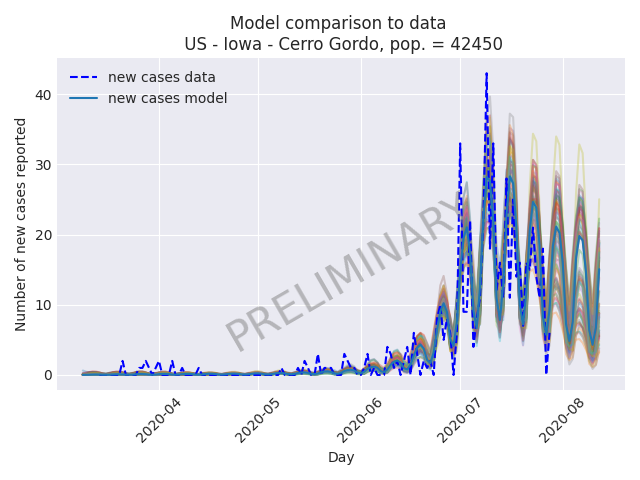 Model comparison to data
US - Iowa - Cerro Gordo, pop. = 42450
new cases data
new cases model
Number of new cases reported
40
30
20
10
0
PRELIMINARY
2020-04
2020-05
2020-06
2020-07
2020-08
Day